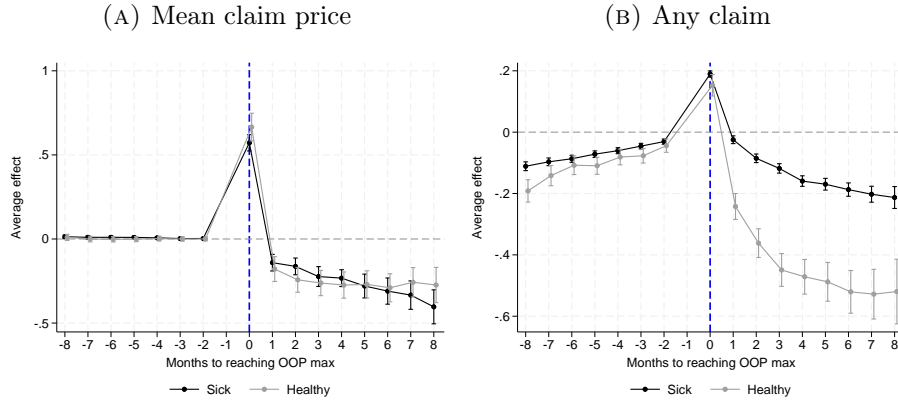 (A) Mean claim price
1
.5
0
-.5
Average effect
-8 -7 -6 -5 -4 -3 -2 -1 0 1 2 3 4 5 6 7 8
Months to reaching OOP max
Sick Healthy
(B) Any claim
.2
0
-.2
-.4
-.6
Average effect
-8 -7 -6 -5 -4 -3 -2 -1 0 1 2 3 4 5 6 7 8
Months to reaching OOP max
Sick Healthy